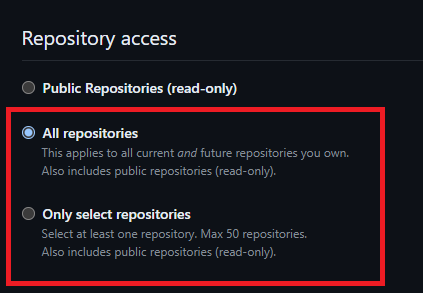 Repository access
Public Repositories (read-only)
All repositories
This applies to all current and future repositories you own.
Also includes public repositories (read-only).
Only select repositories
Select at least one repository. Max 50 repositories.
Also includes public repositories (read-only).